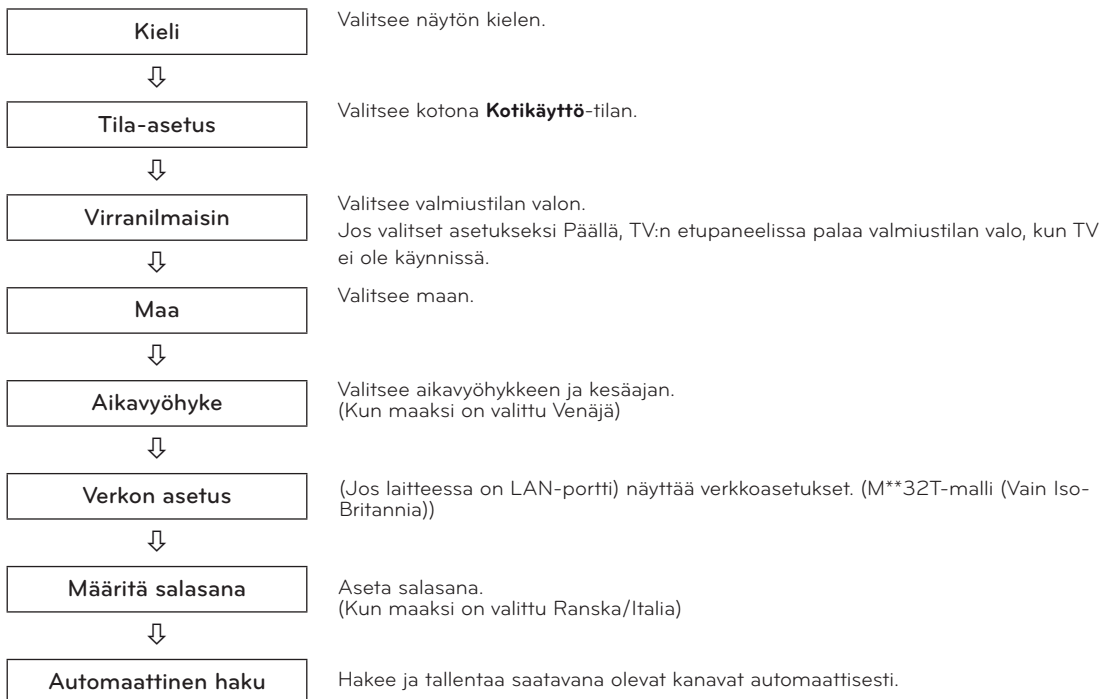 Kieli
Valitsee näytön kielen.
⇩
Tila-asetus
Valitsee kotona Kotikäyttö-tilan.
⇩
Virranilmaisin
Valitsee valmiustilan valon.
Jos valitset asetukseksi Päällä, TV:n etupaneelissa palaa valmiustilan valo, kun TV
ei ole käynnissä.
⇩
Maa
Valitsee maan.
⇩
Aikavyöhyke
Valitsee aikavyöhykkeen ja kesäajan.
(Kun maaksi on valittu Venäjä)
⇩
Verkon asetus
(Jos laitteessa on LAN-portti) näyttää verkkoasetukset. (M**32T-malli (Vain Iso-
Britannia))
⇩
Määritä salasana
Aseta salasana.
(Kun maaksi on valittu Ranska/Italia)
⇩
Automaattinen haku
Hakee ja tallentaa saatavana olevat kanavat automaattisesti.